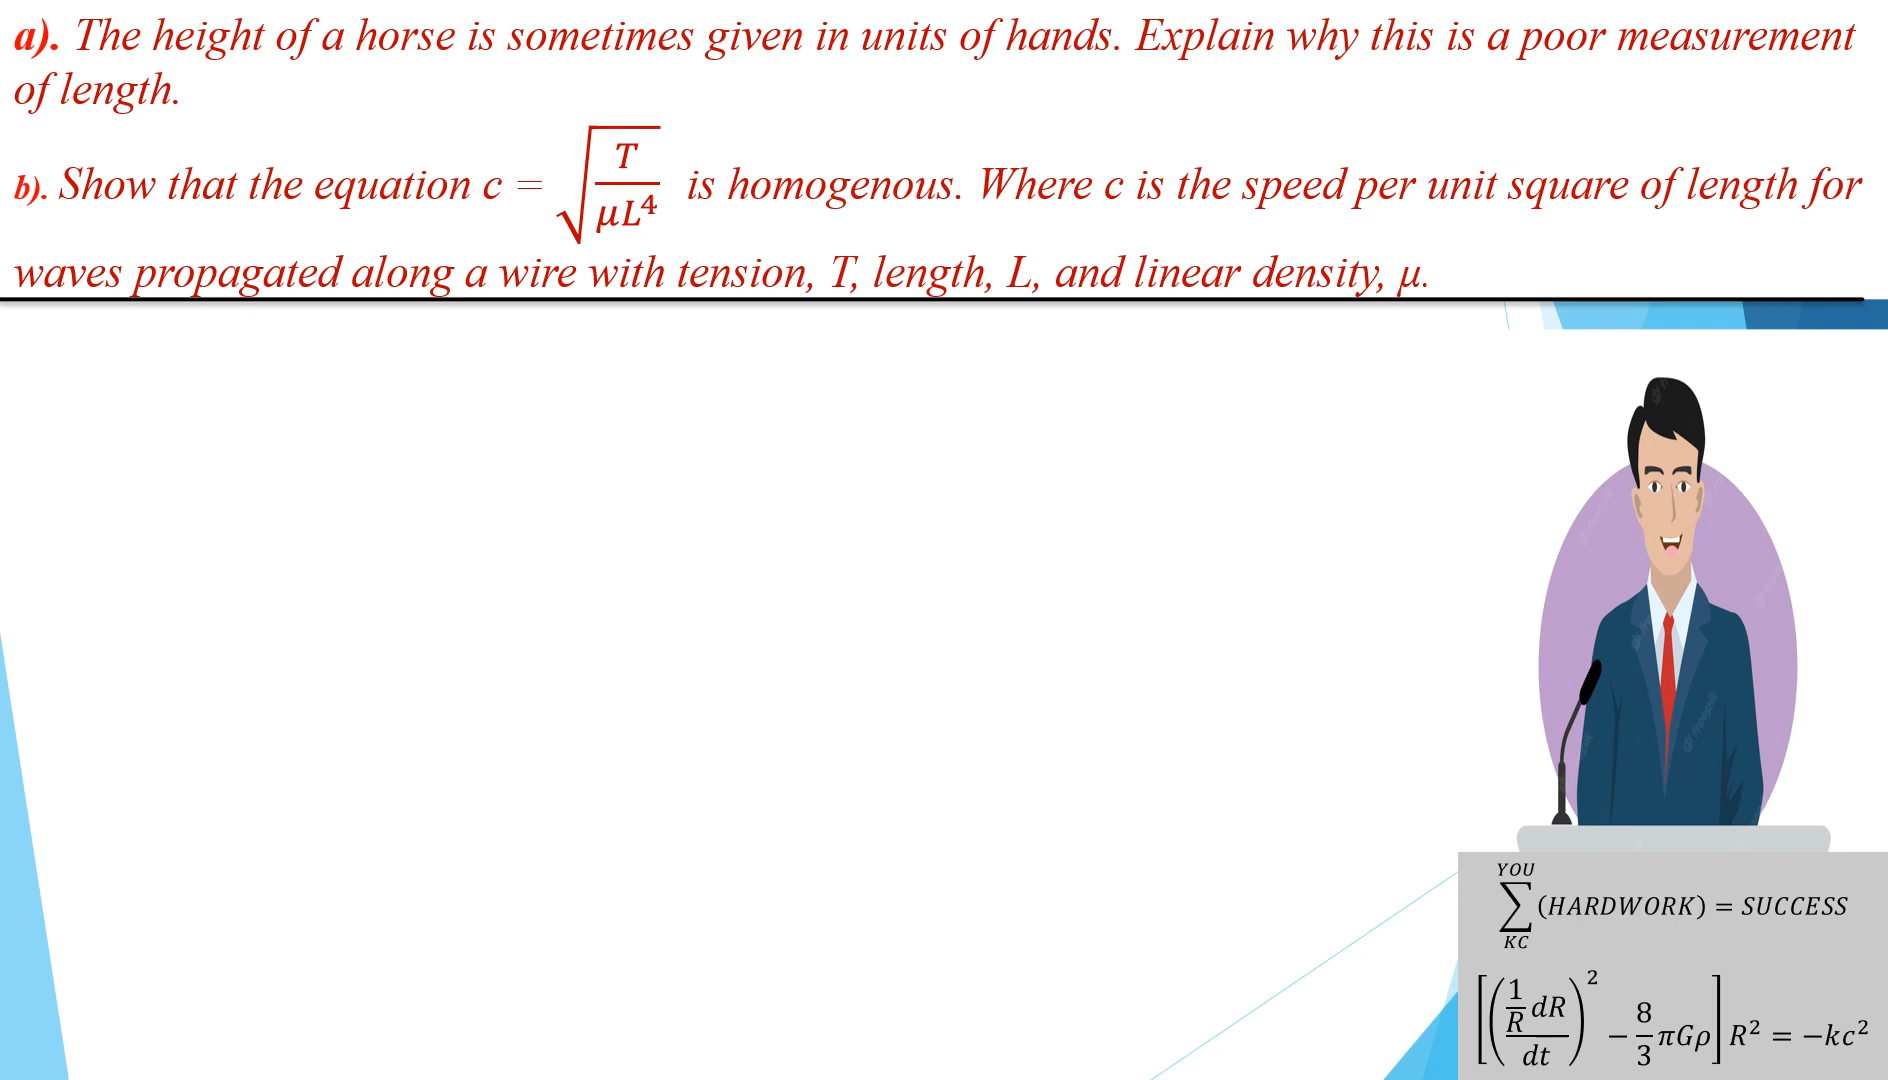 a). The height of a horse is sometimes given in units of hands. Explain why this is a poor measurement
of length.
b). Show that the equation c = √(T/μL⁴) is homogenous. Where c is the speed per unit square of length for
waves propagated along a wire with tension, T, length, L, and linear density, μ.
YOU
∑(HARDWORK) = SUCCESS
KC
[((1/R dR)/dt)² − 8/3 πGρ] R² = −kc²